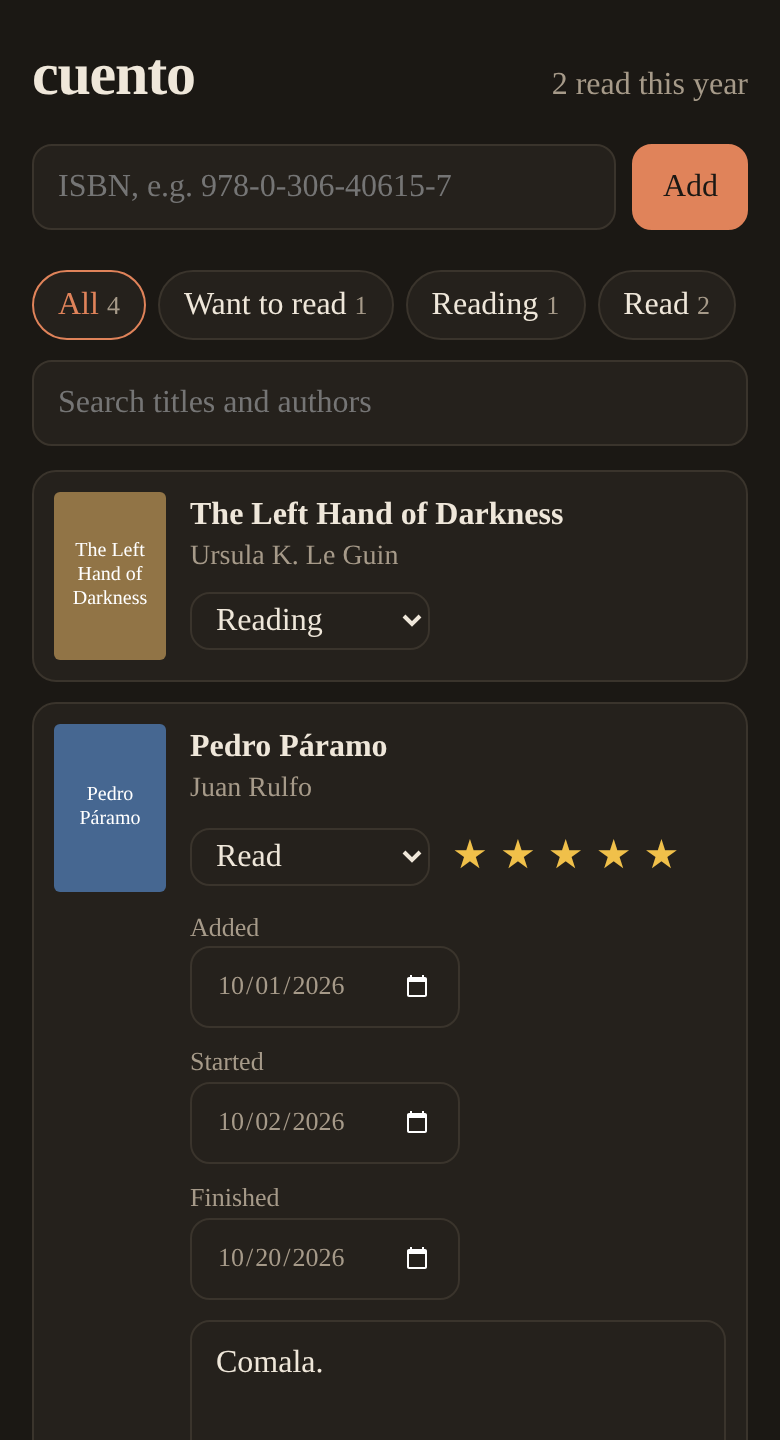 cuento
2 read this year
ISBN, e.g. 978-0-306-40615-7
Add
All 4
Want to read 1
Reading 1
Read 2
Search titles and authors
The Left
Hand of
Darkness
The Left Hand of Darkness
Ursula K. Le Guin
Reading
Pedro
Páramo
Pedro Páramo
Juan Rulfo
Read
Added
10/01/2026
Started
10/02/2026
Finished
10/20/2026
Comala.